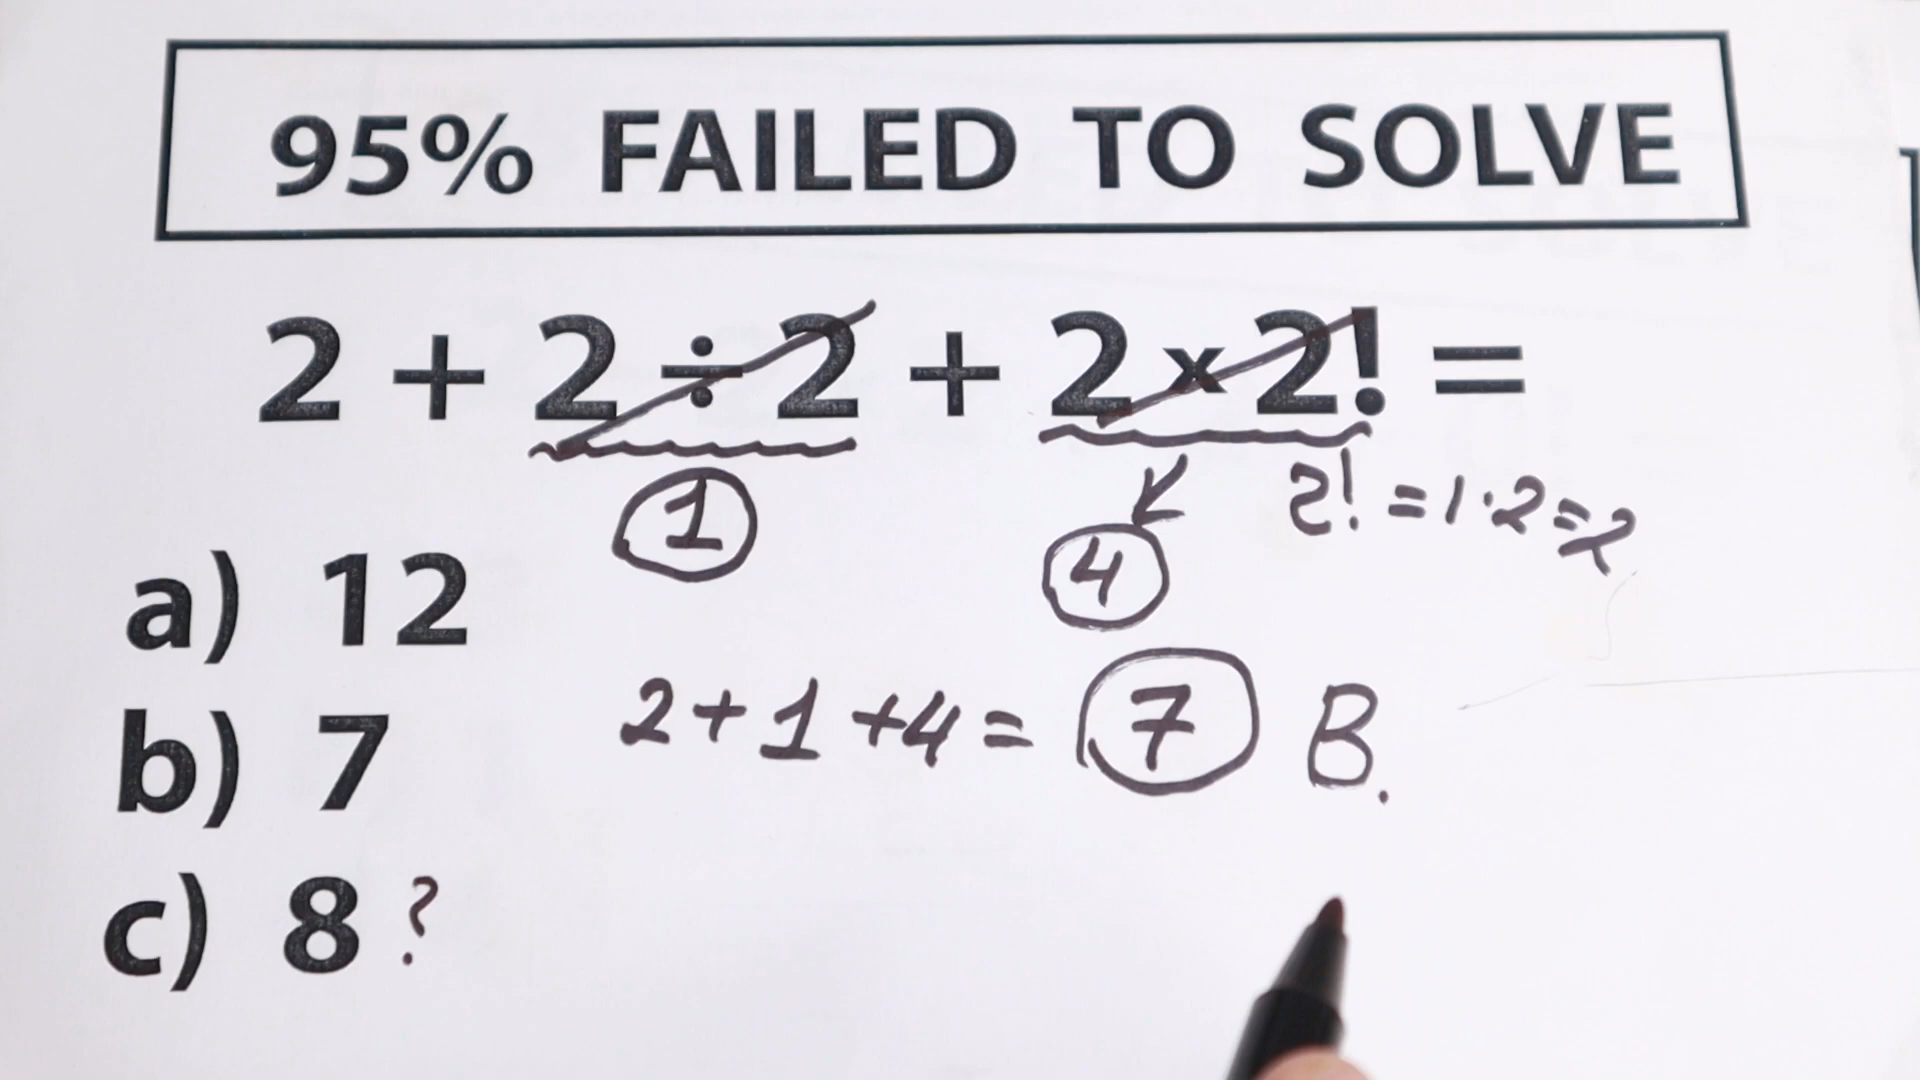 95% FAILED TO SOLVE
2 + 2 ÷ 2 + 2 × 2! =
2! = 1·2=2
1
4
a) 12
b) 7
2+1+4= 7 B.
c) 8 ?